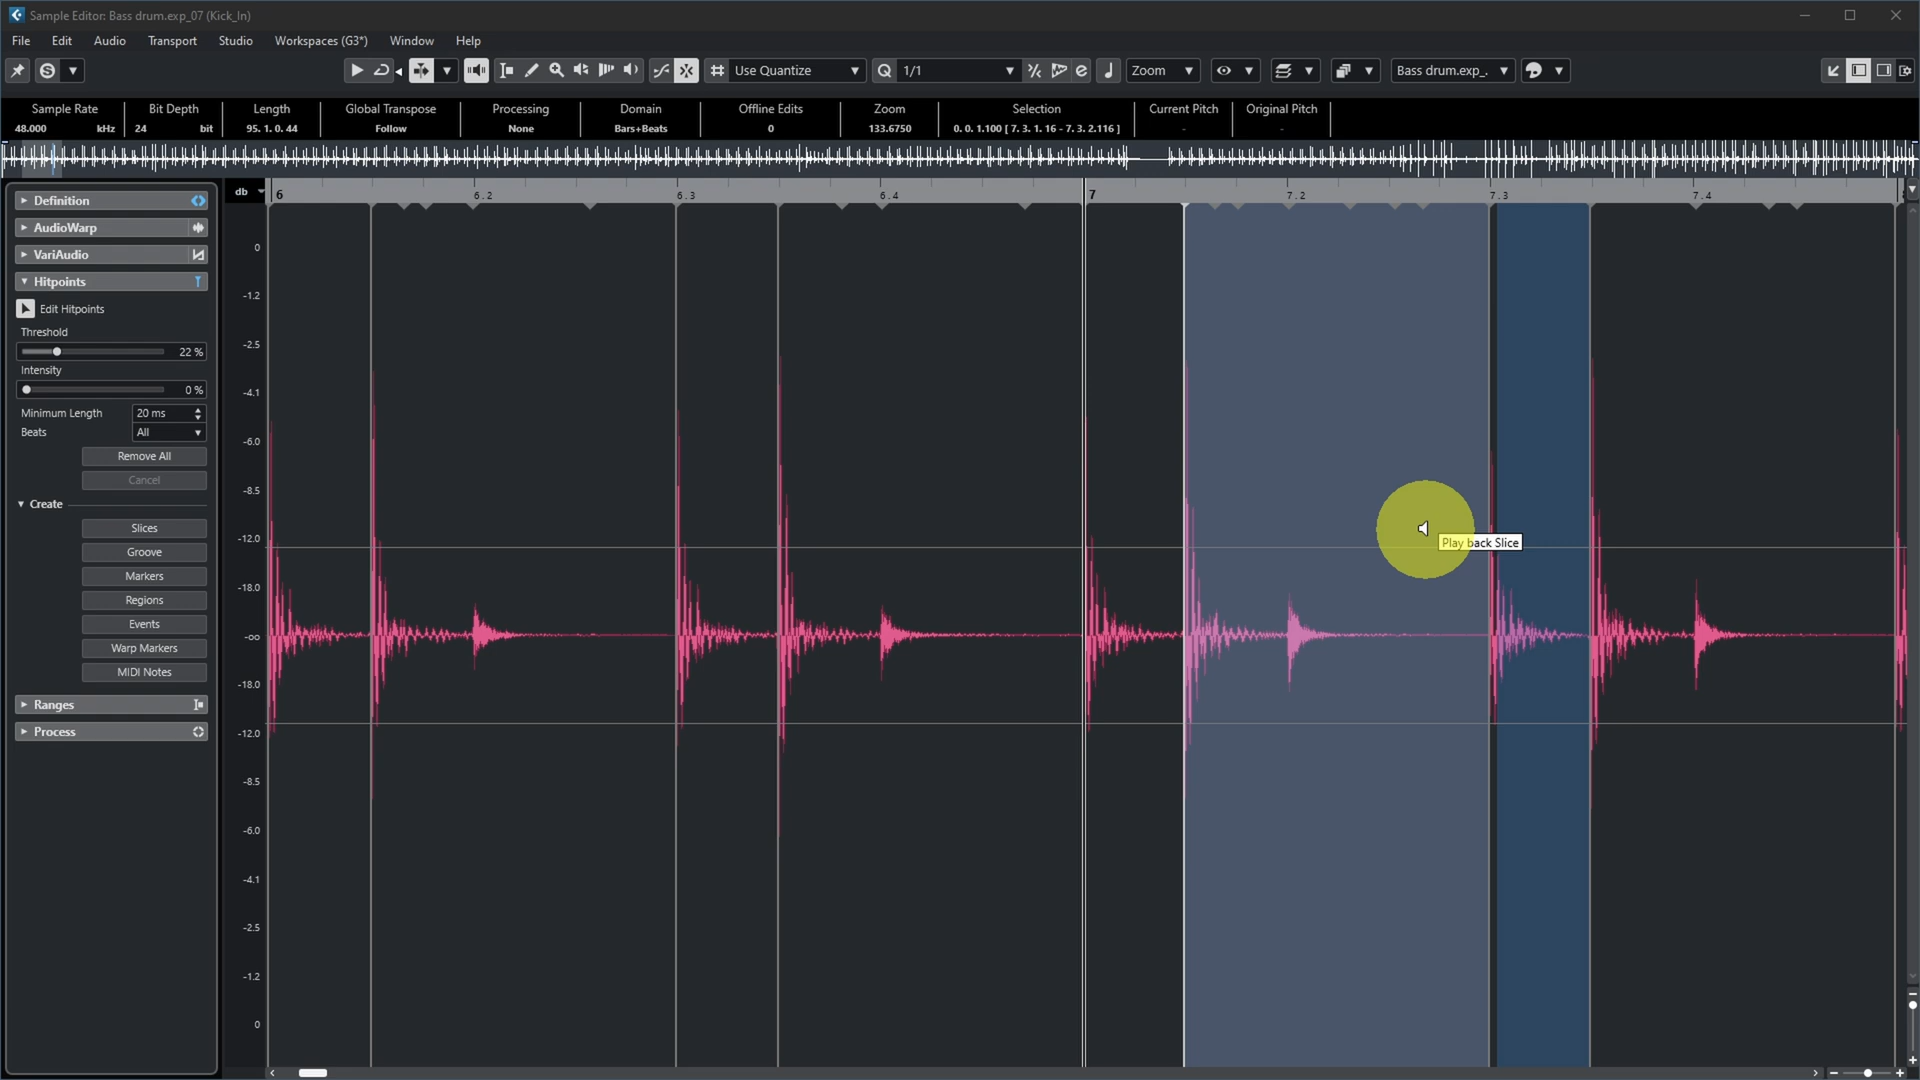 Sample Editor: Bass drum.exp_07 (Kick_In)
File Edit Audio Transport Studio Workspaces (G3*) Window Help
S Use Quantize Q 1/1 e Zoom Bass drum.exp_.
Sample Rate Bit Depth Length Global Transpose Processing Domain Offline Edits Zoom Selection Current Pitch Original Pitch
48.000 kHz 24 bit 95. 1. 0. 44 Follow None Bars+Beats 0 133.6750 0. 0. 1.100 [ 7. 3. 1. 16 - 7. 3. 2.116 ] - -
db 6 6.2 6.3 6.4 7 7.2 7.3 7.4
Definition
AudioWarp
VariAudio
Hitpoints
Edit Hitpoints
Threshold
22 %
Intensity
0 %
Minimum Length 20 ms
Beats All
Remove All
Cancel
Create
Slices
Groove
Markers
Regions
Events
Warp Markers
MIDI Notes
Ranges
Process
0
-1.2
-2.5
-4.1
-6.0
-8.5
-12.0
-18.0
-oo
-18.0
-12.0
-8.5
-6.0
-4.1
-2.5
-1.2
0
Play back Slice